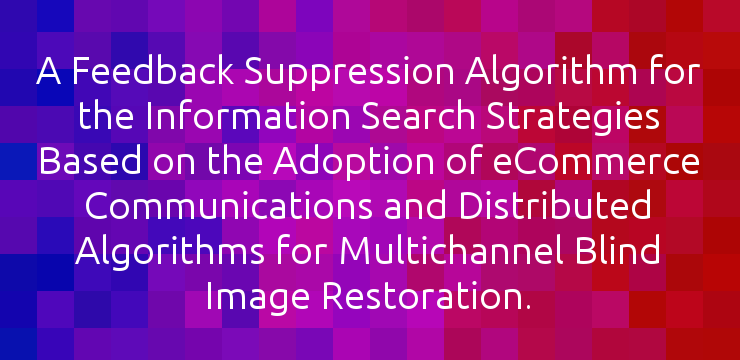 A Feedback Suppression Algorithm for
the Information Search Strategies
Based on the Adoption of eCommerce
Communications and Distributed
Algorithms for Multichannel Blind
Image Restoration.